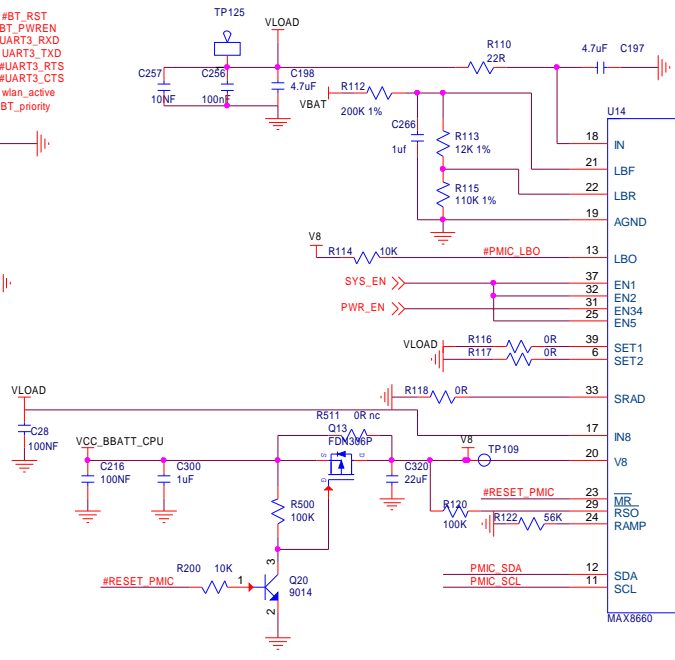 #BT_RST
BT_PWREN
UART3_RXD
UART3_TXD
#UART3_RTS
#UART3_CTS
wlan_active
BT_priority
TP125
VLOAD
C257
10NF
C256
100nF
C198
4.7uF
R110
22R
4.7uF C197
VBAT
R112
200K 1%
C266
1uf
R113
12K 1%
R115
110K 1%
U14
18 IN
21 LBF
22 LBR
19 AGND
V8
R114 10K
#PMIC_LBO
13 LBO
SYS_EN
PWR_EN
37 EN1
32 EN2
31 EN34
25 EN5
VLOAD
R116 0R
R117 0R
39 SET1
6 SET2
R118 0R
33 SRAD
VLOAD
C28
100NF
17 IN8
R511 0R nc
Q13
FDN306P
S
D
G
VCC_BBATT_CPU
C216
100NF
C300
1uF
C320
22uF
V8
TP109
20 V8
R500
100K
#RESET_PMIC
R120
100K
R122 56K
23 MR
29 RSO
24 RAMP
#RESET_PMIC
R200 10K
1
3
2
Q20
9014
PMIC_SDA
PMIC_SCL
12 SDA
11 SCL
MAX8660